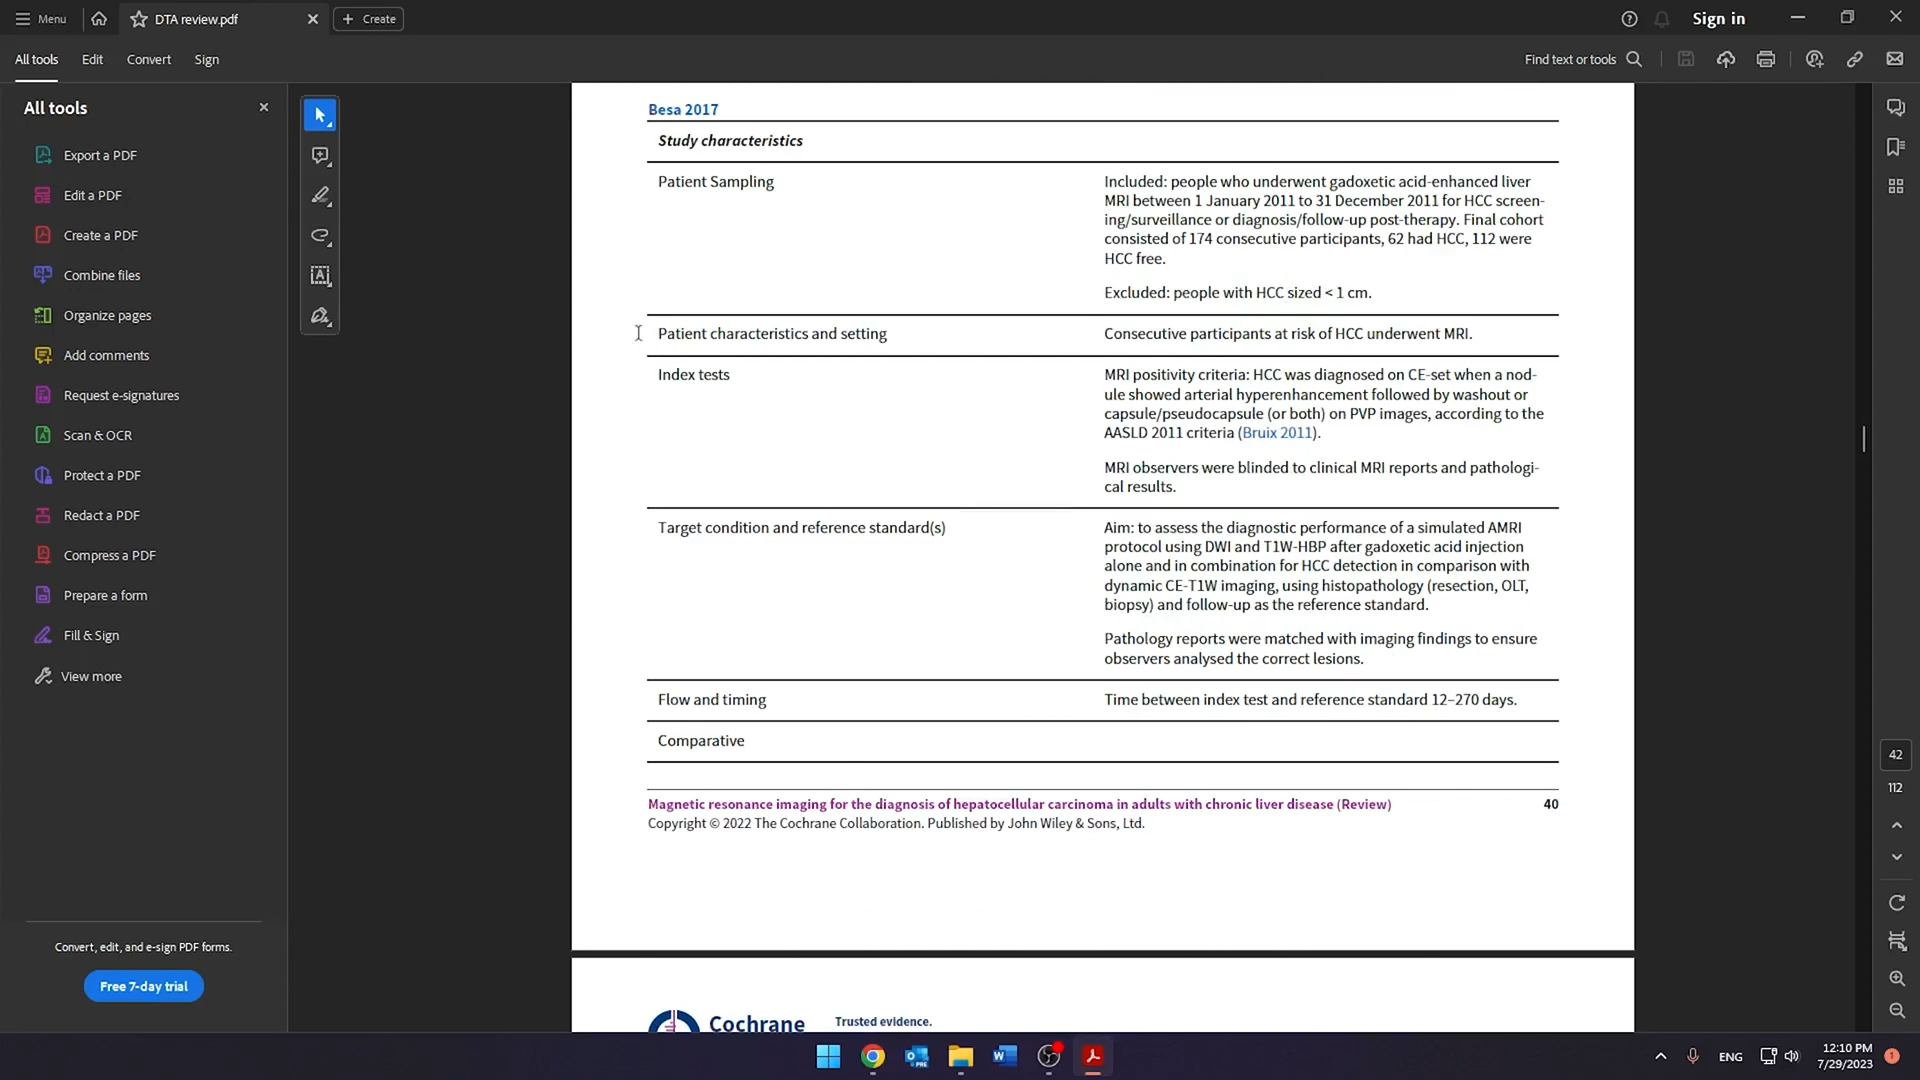 Menu
DTA review.pdf
Create
Sign in
All tools
Edit
Convert
Sign
Find text or tools
All tools
Export a PDF
Edit a PDF
Create a PDF
Combine files
Organize pages
Add comments
Request e-signatures
Scan & OCR
Protect a PDF
Redact a PDF
Compress a PDF
Prepare a form
Fill & Sign
View more
Convert, edit, and e-sign PDF forms.
Free 7-day trial
Besa 2017
Study characteristics
Patient Sampling
Included: people who underwent gadoxetic acid-enhanced liver
MRI between 1 January 2011 to 31 December 2011 for HCC screen-
ing/surveillance or diagnosis/follow-up post-therapy. Final cohort
consisted of 174 consecutive participants, 62 had HCC, 112 were
HCC free.
Excluded: people with HCC sized < 1 cm.
Patient characteristics and setting
Consecutive participants at risk of HCC underwent MRI.
Index tests
MRI positivity criteria: HCC was diagnosed on CE-set when a nod-
ule showed arterial hyperenhancement followed by washout or
capsule/pseudocapsule (or both) on PVP images, according to the
AASLD 2011 criteria (Bruix 2011).
MRI observers were blinded to clinical MRI reports and pathologi-
cal results.
Target condition and reference standard(s)
Aim: to assess the diagnostic performance of a simulated AMRI
protocol using DWI and T1W-HBP after gadoxetic acid injection
alone and in combination for HCC detection in comparison with
dynamic CE-T1W imaging, using histopathology (resection, OLT,
biopsy) and follow-up as the reference standard.
Pathology reports were matched with imaging findings to ensure
observers analysed the correct lesions.
Flow and timing
Time between index test and reference standard 12–270 days.
Comparative
Magnetic resonance imaging for the diagnosis of hepatocellular carcinoma in adults with chronic liver disease (Review)
40
Copyright © 2022 The Cochrane Collaboration. Published by John Wiley & Sons, Ltd.
Cochrane
Trusted evidence.
42
112
ENG
12:10 PM
7/29/2023
1